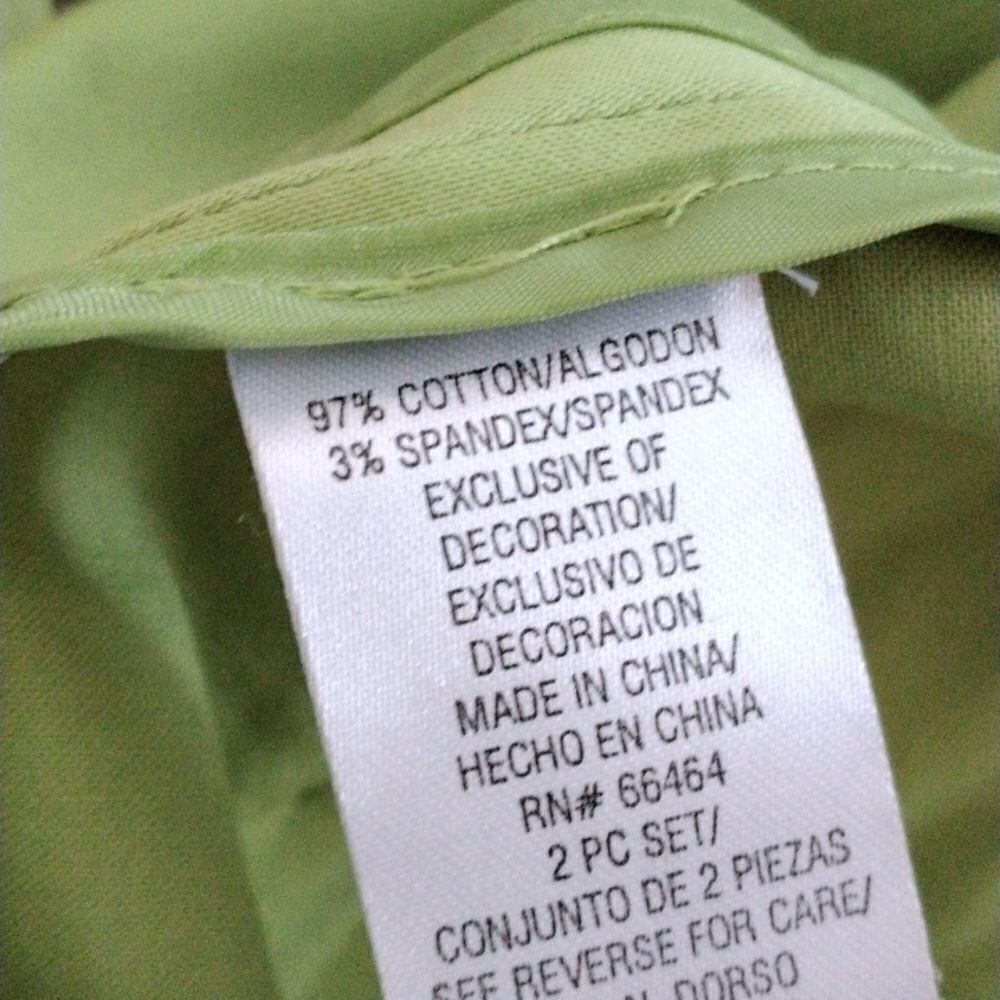 97% COTTON/ALGODON
3% SPANDEX/SPANDEX
EXCLUSIVE OF
DECORATION/
EXCLUSIVO DE
DECORACION
MADE IN CHINA/
HECHO EN CHINA
RN# 66464
2 PC SET/
CONJUNTO DE 2 PIEZAS
SEE REVERSE FOR CARE/
DORSO